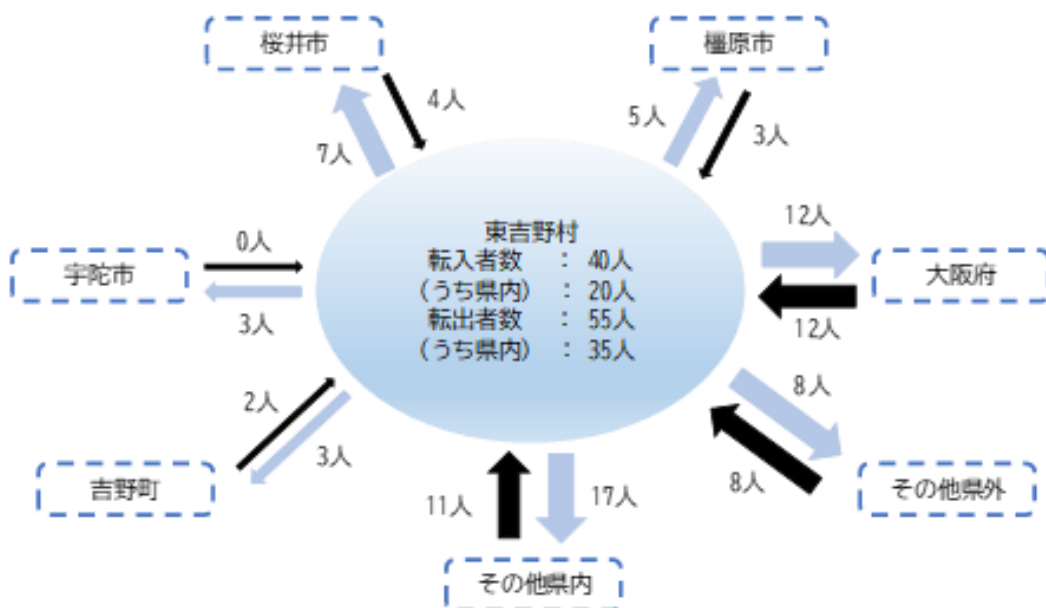 桜井市
橿原市
4人
5人
7人
3人
12人
東吉野村
転入者数 : 40人
(うち県内) : 20人
転出者数 : 55人
(うち県内) : 35人
0人
宇陀市
3人
大阪府
12人
2人
3人
8人
吉野町
8人
その他県外
11人
17人
その他県内